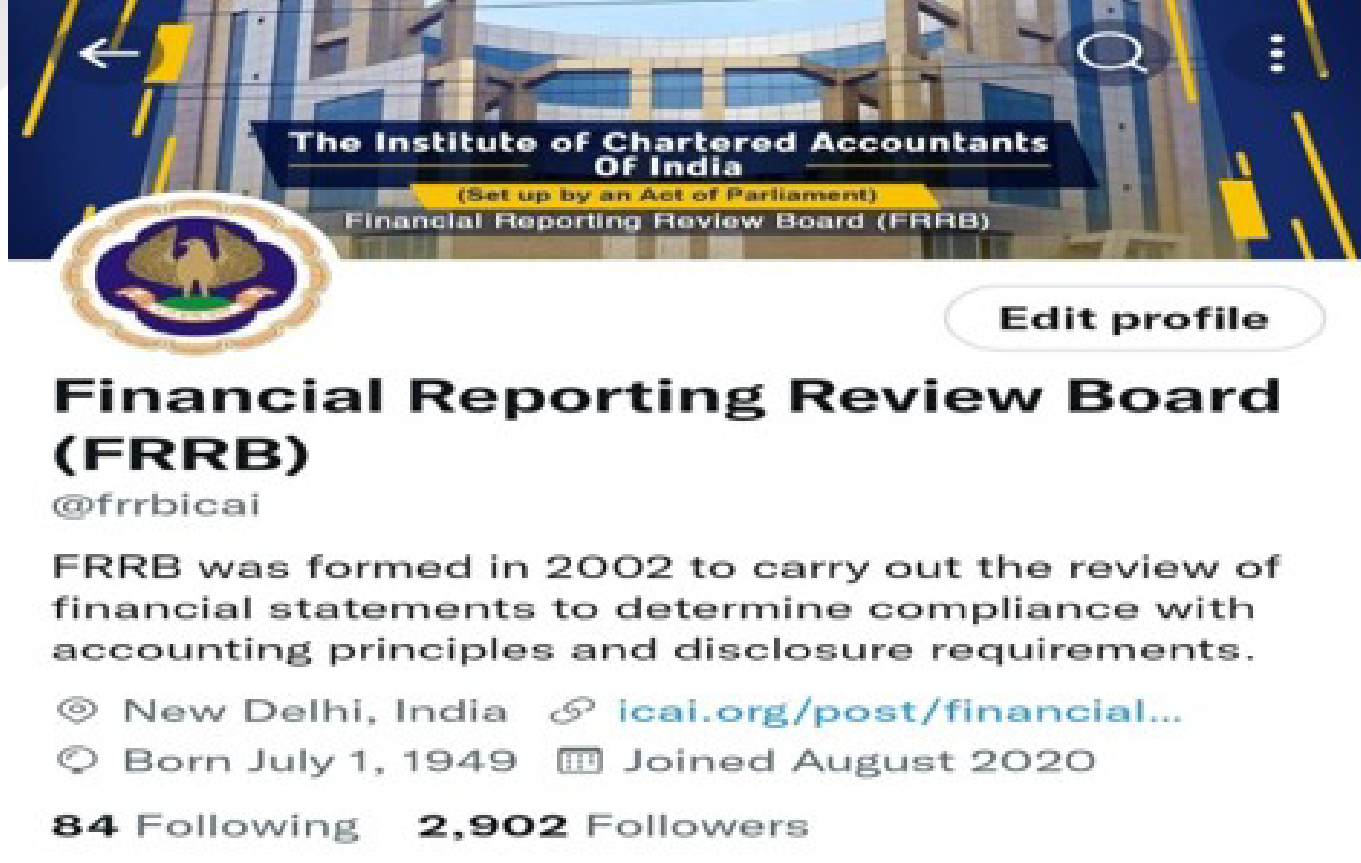 The Institute of Chartered Accountants
Of India
(Set up by an Act of Parliament)
Financial Reporting Review Board (FRRB)
Edit profile
Financial Reporting Review Board
(FRRB)
@frrbicai
FRRB was formed in 2002 to carry out the review of
financial statements to determine compliance with
accounting principles and disclosure requirements.
New Delhi, India icai.org/post/financial...
Born July 1, 1949 Joined August 2020
84 Following 2,902 Followers